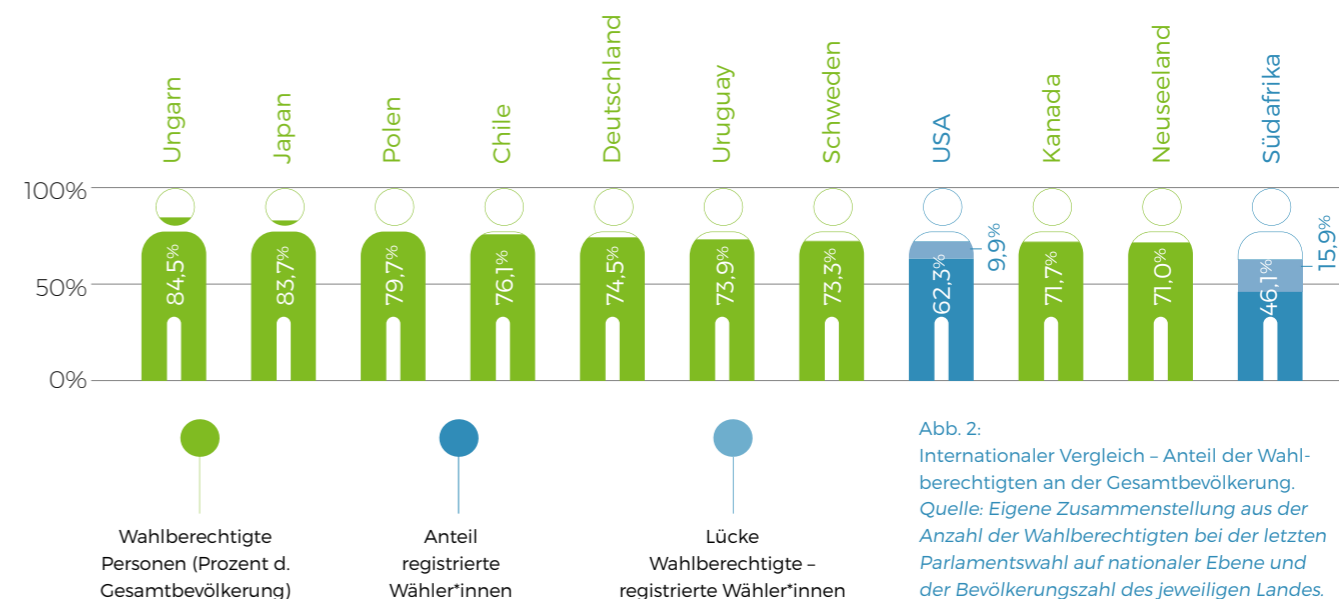 Ungarn
Japan
Polen
Chile
Deutschland
Uruguay
Schweden
USA
Kanada
Neuseeland
Südafrika
100%
50%
0%
84,5%
83,7%
79,7%
76,1%
74,5%
73,9%
73,3%
62,3%
9,9%
71,7%
71,0%
46,1%
15,9%
Wahlberechtigte
Personen (Prozent d.
Gesamtbevölkerung)
Anteil
registrierte
Wähler*innen
Lücke
Wahlberechtigte –
registrierte Wähler*innen
Abb. 2:
Internationaler Vergleich – Anteil der Wahl-
berechtigten an der Gesamtbevölkerung.
Quelle: Eigene Zusammenstellung aus der
Anzahl der Wahlberechtigten bei der letzten
Parlamentswahl auf nationaler Ebene und
der Bevölkerungszahl des jeweiligen Landes.